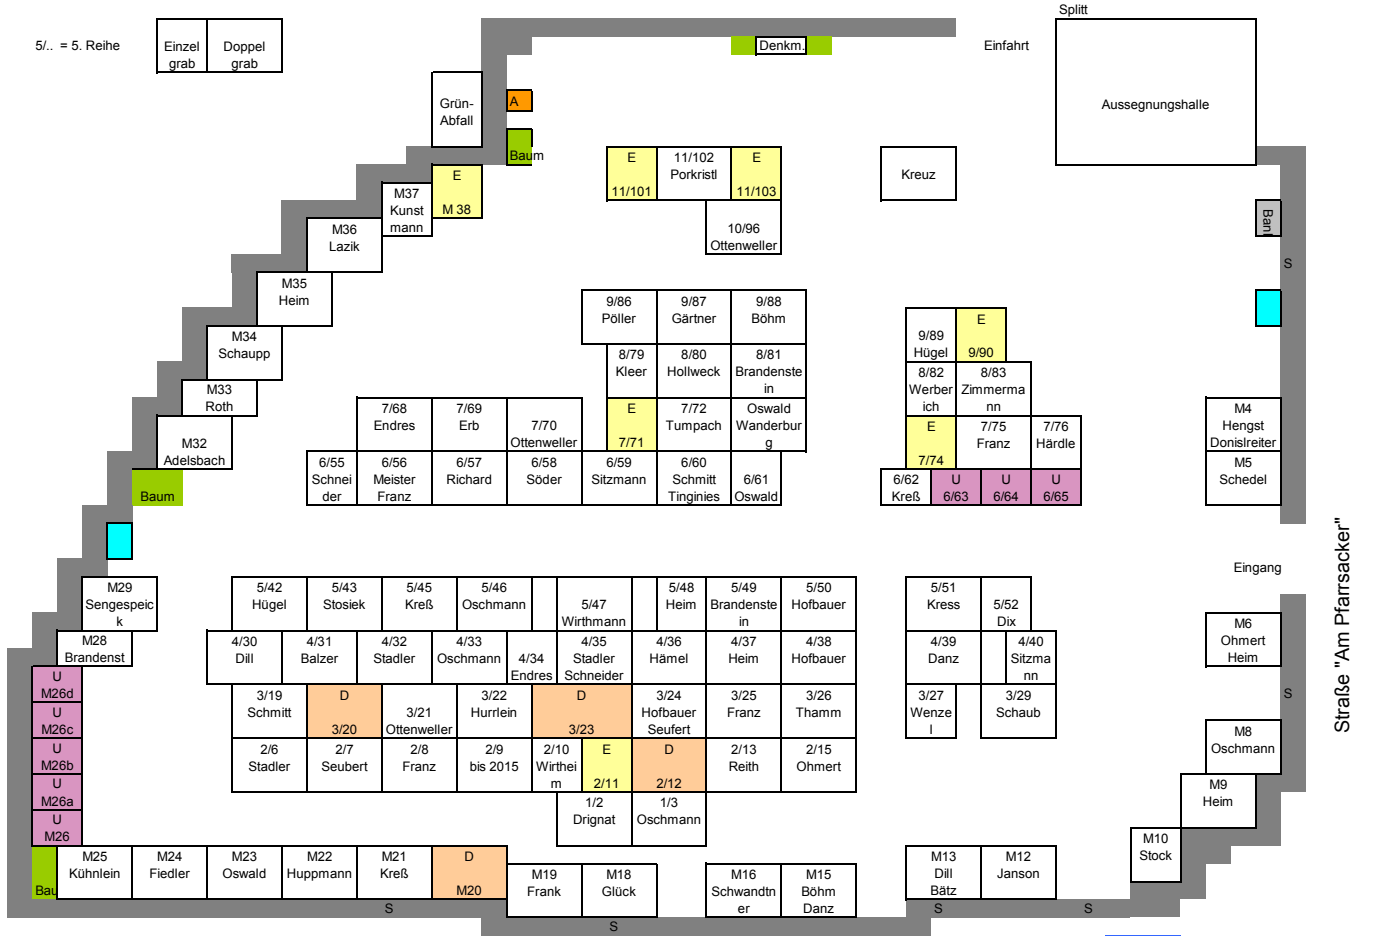 Splitt
5/.. = 5. Reihe
Einzel
grab
Doppel
grab
Denkm.
Einfahrt
Aussegnungshalle
Grün-
Abfall
A
Baum
E
11/101
11/102
Porkristl
E
11/103
Kreuz
E
M 38
M37
Kunst
mann
M36
Lazik
10/96
Ottenweller
Ban
S
M35
Heim
9/86
Pöller
9/87
Gärtner
9/88
Böhm
9/89
Hügel
E
9/90
M34
Schaupp
8/79
Kleer
8/80
Hollweck
8/81
Brandenste
in
8/82
Werber
ich
8/83
Zimmerma
nn
M33
Roth
7/68
Endres
7/69
Erb
7/70
Ottenweller
E
7/71
7/72
Tumpach
Oswald
Wanderbur
g
E
7/74
7/75
Franz
7/76
Härdle
M4
Hengst
Donislreiter
M32
Adelsbach
6/55
Schnei
der
6/56
Meister
Franz
6/57
Richard
6/58
Söder
6/59
Sitzmann
6/60
Schmitt
Tinginies
6/61
Oswald
6/62
Kreß
U
6/63
U
6/64
U
6/65
M5
Schedel
Baum
Straße "Am Pfarrsacker"
Eingang
M29
Sengespeic
k
5/42
Hügel
5/43
Stosiek
5/45
Kreß
5/46
Oschmann
5/47
Wirthmann
5/48
Heim
5/49
Brandenste
in
5/50
Hofbauer
5/51
Kress
5/52
Dix
M6
Ohmert
Heim
M28
Brandenst
4/30
Dill
4/31
Balzer
4/32
Stadler
4/33
Oschmann
4/34
Endres
4/35
Stadler
Schneider
4/36
Hämel
4/37
Heim
4/38
Hofbauer
4/39
Danz
4/40
Sitzma
nn
U
M26d
U
M26c
3/19
Schmitt
D
3/20
3/21
Ottenweller
3/22
Hurrlein
D
3/23
3/24
Hofbauer
Seufert
3/25
Franz
3/26
Thamm
3/27
Wenze
l
3/29
Schaub
S
M8
Oschmann
U
M26b
U
M26a
2/6
Stadler
2/7
Seubert
2/8
Franz
2/9
bis 2015
2/10
Wirthei
m
E
2/11
D
2/12
2/13
Reith
2/15
Ohmert
M9
Heim
U
M26
1/2
Drignat
1/3
Oschmann
M10
Stock
Bau
M25
Kühnlein
M24
Fiedler
M23
Oswald
M22
Huppmann
M21
Kreß
D
M20
M19
Frank
M18
Glück
M16
Schwandtn
er
M15
Böhm
Danz
M13
Dill
Bätz
M12
Janson
S
S
S
S